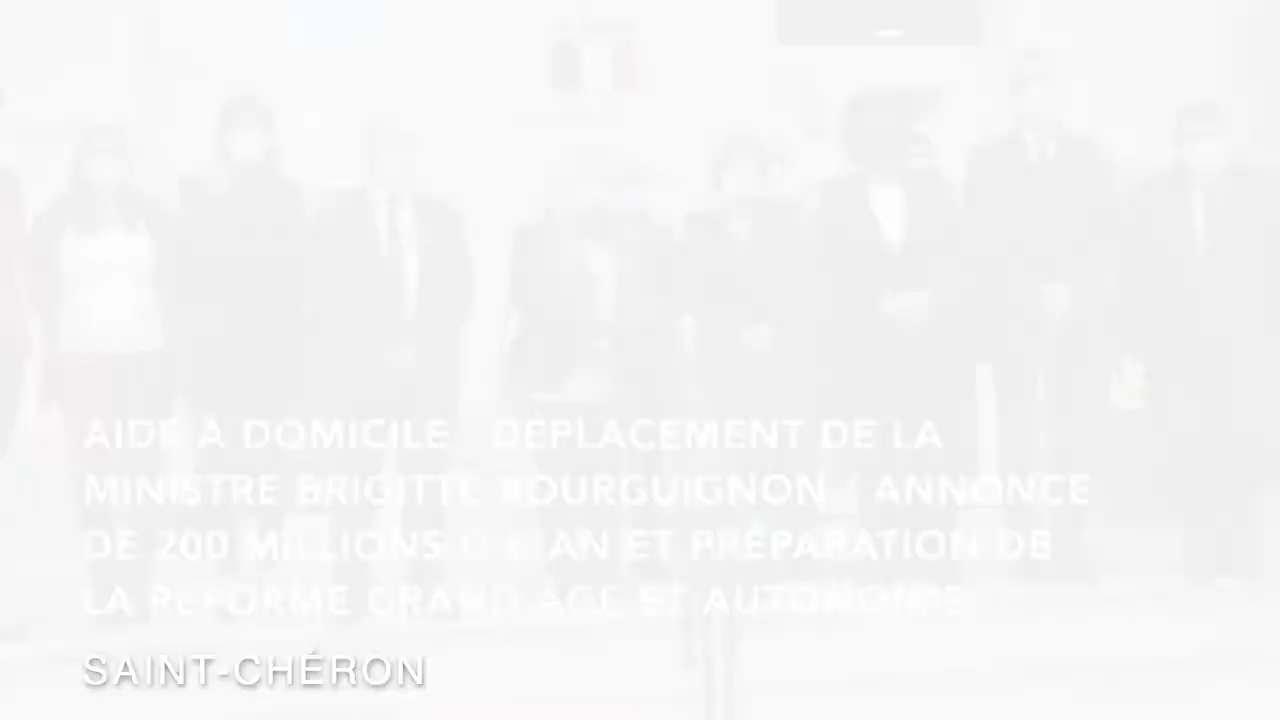 AIDE À DOMICILE : DÉPLACEMENT DE LA
MINISTRE BRIGITTE BOURGUIGNON / ANNONCE
DE 200 MILLIONS € / AN ET PRÉPARATION DE
LA RÉFORME GRAND ÂGE ET AUTONOMIE
SAINT-CHÉRON